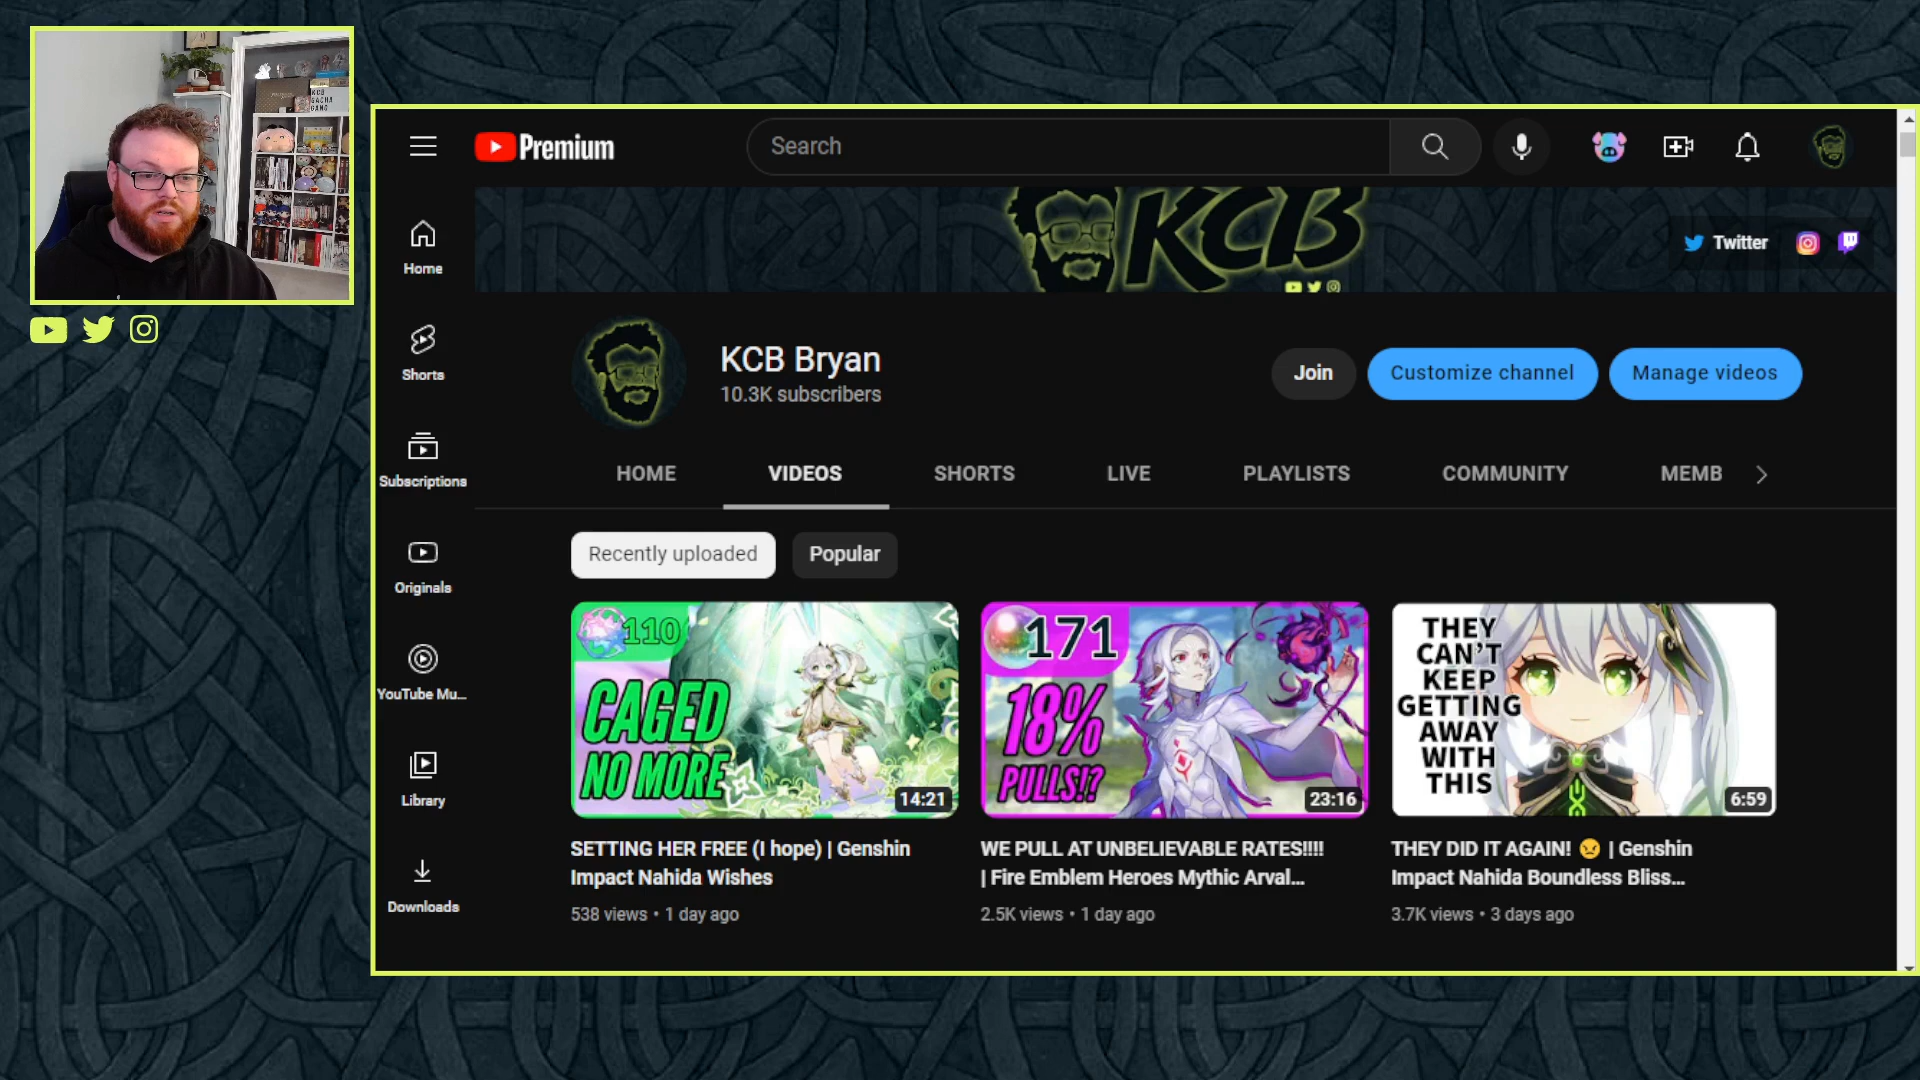 KCB
GACHA
GANG
Premium
Search
KCB
Twitter
Home
Shorts
Subscriptions
Originals
YouTube Mu...
Library
Downloads
KCB Bryan
10.3K subscribers
Join
Customize channel
Manage videos
HOME
VIDEOS
SHORTS
LIVE
PLAYLISTS
COMMUNITY
MEMB
Recently uploaded
Popular
110
CAGED
NO MORE
14:21
SETTING HER FREE (I hope) | Genshin
Impact Nahida Wishes
538 views • 1 day ago
171
18%
PULLS!?
23:16
WE PULL AT UNBELIEVABLE RATES!!!!
| Fire Emblem Heroes Mythic Arval...
2.5K views • 1 day ago
THEY
CAN'T
KEEP
GETTING
AWAY
WITH
THIS
6:59
THEY DID IT AGAIN! 😠 | Genshin
Impact Nahida Boundless Bliss...
3.7K views • 3 days ago